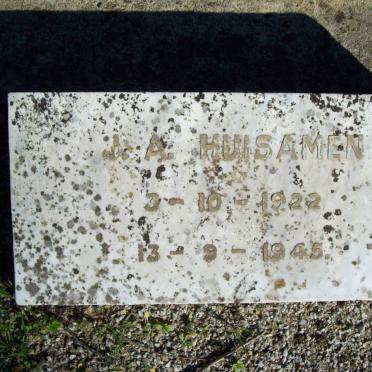 J. A. HUISAMEN
3 - 10 - 1922
13 - 9 - 1945.